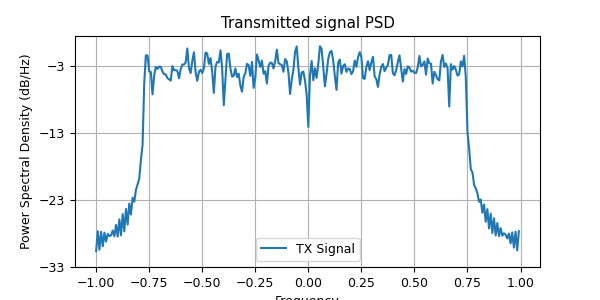 Transmitted signal PSD
Power Spectral Density (dB/Hz)
−3
−13
−23
−33
TX Signal
−1.00 −0.75 −0.50 −0.25 0.00 0.25 0.50 0.75 1.00
Frequency